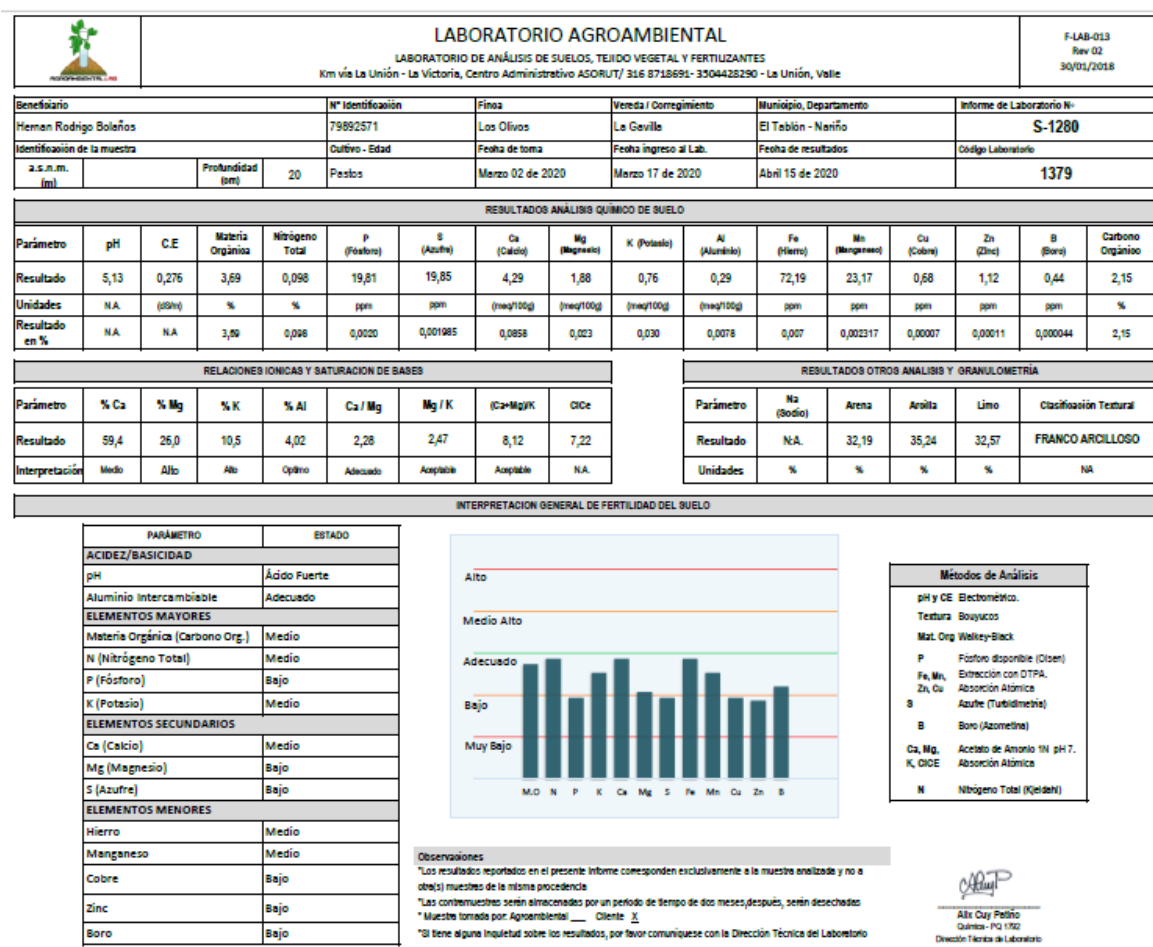 AGROAMBIENTAL LAB
LABORATORIO AGROAMBIENTAL
LABORATORIO DE ANÁLISIS DE SUELOS, TEJIDO VEGETAL Y FERTILIZANTES
Km vía La Unión - La Victoria, Centro Administrativo ASORUT/ 316 8718691- 3504428290 - La Unión, Valle
F-LAB-013
Rev 02
30/01/2018
Beneficiario Nº Identificación Finca Vereda / Corregimiento Municipio, Departamento Informe de Laboratorio Nº
Hernan Rodrigo Bolaños 79892571 Los Olivos La Gavilla El Tablón - Nariño S-1280
Identificación de la muestra Cultivo - Edad Fecha de toma Fecha ingreso al Lab. Fecha de resultados Código Laboratorio
a.s.n.m. (m) Profundidad (cm) 20 Pastos Marzo 02 de 2020 Marzo 17 de 2020 Abril 15 de 2020 1379
RESULTADOS ANÁLISIS QUÍMICO DE SUELO
Parámetro pH C.E Materia Orgánica Nitrógeno Total P (Fósforo) S (Azufre) Ca (Calcio) Mg (Magnesio) K (Potasio) Al (Aluminio) Fe (Hierro) Mn (Manganeso) Cu (Cobre) Zn (Zinc) B (Boro) Carbono Orgánico
Resultado 5,13 0,276 3,69 0,098 19,81 19,85 4,29 1,88 0,76 0,29 72,19 23,17 0,68 1,12 0,44 2,15
Unidades N.A. (dS/m) % % ppm ppm (meq/100g) (meq/100g) (meq/100g) (meq/100g) ppm ppm ppm ppm ppm %
Resultado en % N.A. N.A 3,69 0,098 0,0020 0,001985 0,0858 0,023 0,030 0,0078 0,007 0,002317 0,00007 0,00011 0,000044 2,15
RELACIONES IONICAS Y SATURACION DE BASES
Parámetro % Ca % Mg % K % Al Ca / Mg Mg / K (Ca+Mg)/K CICe
Resultado 59,4 26,0 10,5 4,02 2,28 2,47 8,12 7,22
Interpretación Medio Alto Alto Optimo Adecuado Aceptable Aceptable N.A.
RESULTADOS OTROS ANALISIS Y GRANULOMETRÍA
Parámetro Na (Sodio) Arena Arcilla Limo Clasificación Textural
Resultado N:A. 32,19 35,24 32,57 FRANCO ARCILLOSO
Unidades % % % % NA
INTERPRETACION GENERAL DE FERTILIDAD DEL SUELO
PARÁMETRO ESTADO
ACIDEZ/BASICIDAD
pH Ácido Fuerte
Aluminio Intercambiable Adecuado
ELEMENTOS MAYORES
Materia Orgánica (Carbono Org.) Medio
N (Nitrógeno Total) Medio
P (Fósforo) Bajo
K (Potasio) Medio
ELEMENTOS SECUNDARIOS
Ca (Calcio) Medio
Mg (Magnesio) Bajo
S (Azufre) Bajo
ELEMENTOS MENORES
Hierro Medio
Manganeso Medio
Cobre Bajo
Zinc Bajo
Boro Bajo
Alto
Medio Alto
Adecuado
Bajo
Muy Bajo
M.O N P K Ca Mg S Fe Mn Cu Zn B
Métodos de Análisis
pH y CE Electrométrico.
Textura Bouyucos
Mat. Org Walkey-Black
P Fósforo disponible (Olsen)
Fe, Mn, Extracción con DTPA.
Zn, Cu Absorción Atómica
S Azufre (Turbidimetria)
B Boro (Azometina)
Ca, Mg, Acetato de Amonio 1N pH 7.
K, CICE Absorción Atómica
N Nitrógeno Total (Kjeldahl)
Observaciones
*Los resultados reportados en el presente informe corresponden exclusivamente a la muestra analizada y no a
otra(s) muestras de la misma procedencia
*Las contramuestras serán almacenadas por un periodo de tiempo de dos meses,después, serán desechadas
* Muestra tomada por: Agroambiental ___ Cliente X
*Si tiene alguna inquietud sobre los resultados, por favor comuníquese con la Dirección Técnica del Laboratorio
Alix Cuy Patiño
Química - PQ 1792
Dirección Técnica de Laboratorio